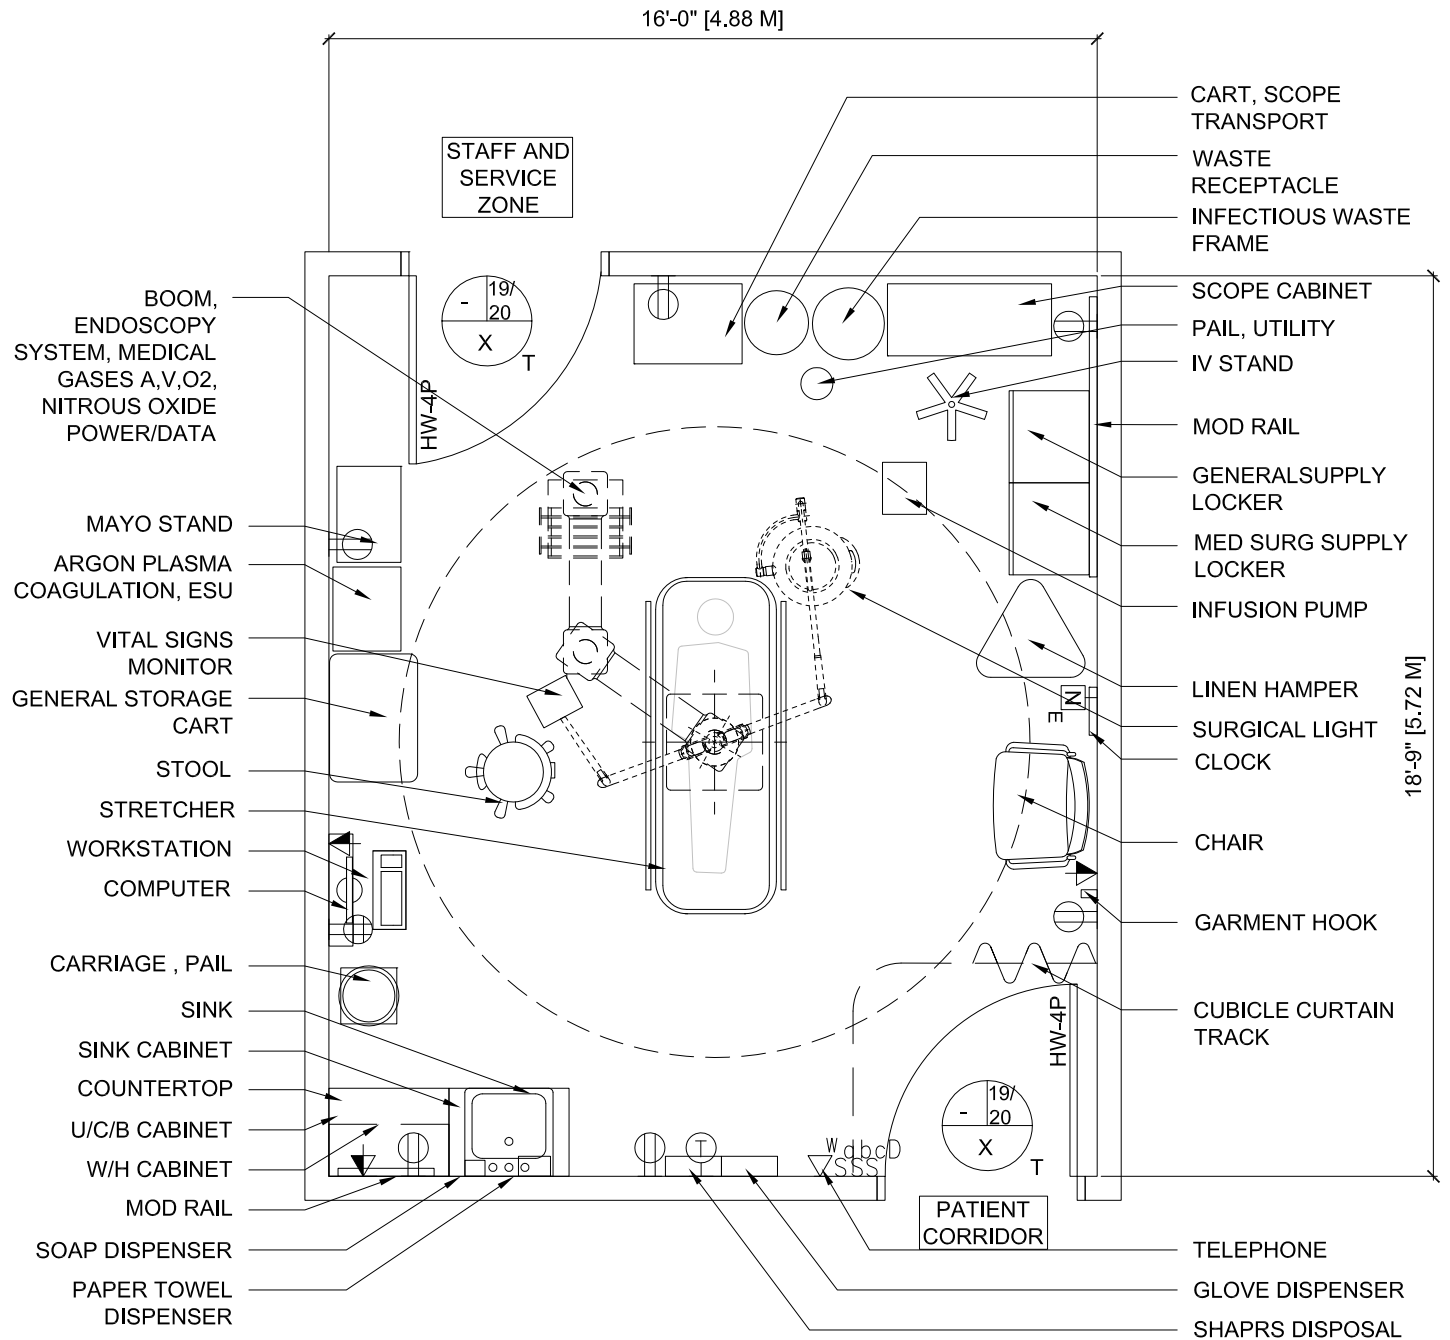 16'-0" [4.88 M]
STAFF AND
SERVICE
ZONE
CART, SCOPE
TRANSPORT
WASTE
RECEPTACLE
INFECTIOUS WASTE
FRAME
SCOPE CABINET
PAIL, UTILITY
IV STAND
MOD RAIL
GENERALSUPPLY
LOCKER
MED SURG SUPPLY
LOCKER
INFUSION PUMP
LINEN HAMPER
SURGICAL LIGHT
CLOCK
CHAIR
GARMENT HOOK
CUBICLE CURTAIN
TRACK
TELEPHONE
GLOVE DISPENSER
SHAPRS DISPOSAL
18'-9" [5.72 M]
BOOM,
ENDOSCOPY
SYSTEM, MEDICAL
GASES A,V,O2,
NITROUS OXIDE
POWER/DATA
MAYO STAND
ARGON PLASMA
COAGULATION, ESU
VITAL SIGNS
MONITOR
GENERAL STORAGE
CART
STOOL
STRETCHER
WORKSTATION
COMPUTER
CARRIAGE , PAIL
SINK
SINK CABINET
COUNTERTOP
U/C/B CABINET
W/H CABINET
MOD RAIL
SOAP DISPENSER
PAPER TOWEL
DISPENSER
- 19/
20
X
T
HW-4P
N
E
HW-4P
- 19/
20
X
T
T
W dbcD
SSS
PATIENT
CORRIDOR